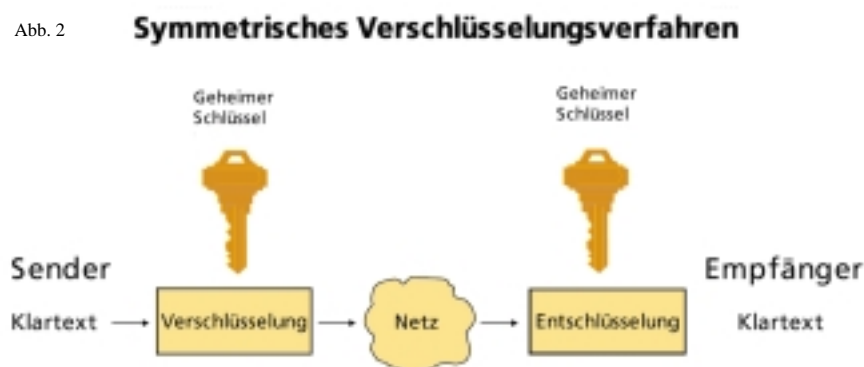 Abb. 2
Symmetrisches Verschlüsselungsverfahren
Geheimer
Schlüssel
Geheimer
Schlüssel
Sender
Empfänger
Klartext
Verschlüsselung
Netz
Entschlüsselung
Klartext